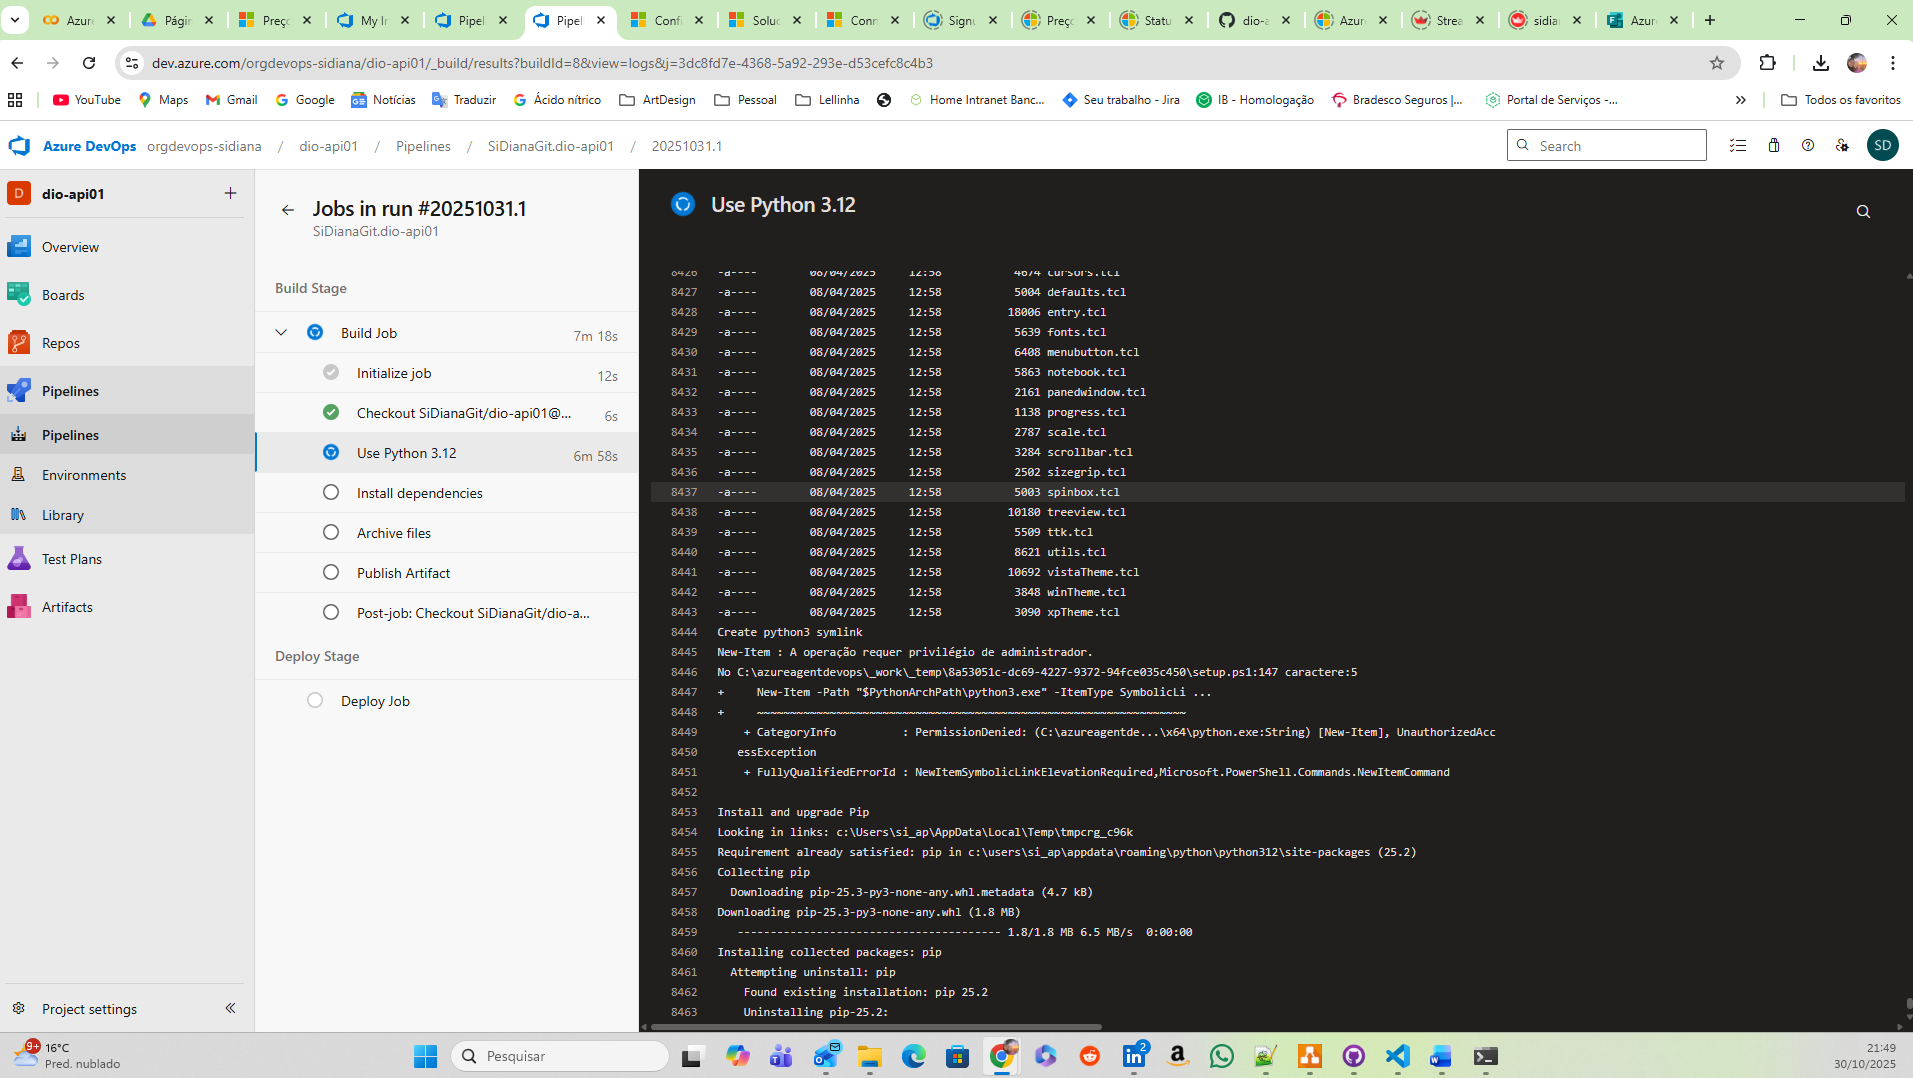 Azure
Págin
Preço
My In
Pipeli
Pipeli
Confi
Soluc
Conn
Signu
Preço
Statu
dio-a
Azure
Strea
sidiar
Azure
dev.azure.com/orgdevops-sidiana/dio-api01/_build/results?buildId=8&view=logs&j=3dc8fd7e-4368-5a92-293e-d53cefc8c4b3
YouTube
Maps
Gmail
Google
Notícias
Traduzir
Ácido nítrico
ArtDesign
Pessoal
Lellinha
Home Intranet Banc...
Seu trabalho - Jira
IB - Homologação
Bradesco Seguros |...
Portal de Serviços -...
Todos os favoritos
Azure DevOps orgdevops-sidiana / dio-api01 / Pipelines / SiDianaGit.dio-api01 / 20251031.1
Search
SD
D dio-api01
Overview
Boards
Repos
Pipelines
Pipelines
Environments
Library
Test Plans
Artifacts
Project settings
Jobs in run #20251031.1
SiDianaGit.dio-api01
Build Stage
Build Job 7m 18s
Initialize job 12s
Checkout SiDianaGit/dio-api01@... 6s
Use Python 3.12 6m 58s
Install dependencies
Archive files
Publish Artifact
Post-job: Checkout SiDianaGit/dio-a...
Deploy Stage
Deploy Job
Use Python 3.12
8426 -a---- 08/04/2025 12:58 4674 cursors.tcl
8427 -a---- 08/04/2025 12:58 5004 defaults.tcl
8428 -a---- 08/04/2025 12:58 18006 entry.tcl
8429 -a---- 08/04/2025 12:58 5639 fonts.tcl
8430 -a---- 08/04/2025 12:58 6408 menubutton.tcl
8431 -a---- 08/04/2025 12:58 5863 notebook.tcl
8432 -a---- 08/04/2025 12:58 2161 panedwindow.tcl
8433 -a---- 08/04/2025 12:58 1138 progress.tcl
8434 -a---- 08/04/2025 12:58 2787 scale.tcl
8435 -a---- 08/04/2025 12:58 3284 scrollbar.tcl
8436 -a---- 08/04/2025 12:58 2502 sizegrip.tcl
8437 -a---- 08/04/2025 12:58 5003 spinbox.tcl
8438 -a---- 08/04/2025 12:58 10180 treeview.tcl
8439 -a---- 08/04/2025 12:58 5509 ttk.tcl
8440 -a---- 08/04/2025 12:58 8621 utils.tcl
8441 -a---- 08/04/2025 12:58 10692 vistaTheme.tcl
8442 -a---- 08/04/2025 12:58 3848 winTheme.tcl
8443 -a---- 08/04/2025 12:58 3090 xpTheme.tcl
8444 Create python3 symlink
8445 New-Item : A operação requer privilégio de administrador.
8446 No C:\azureagentdevops\_work\_temp\8a53051c-dc69-4227-9372-94fce035c450\setup.ps1:147 caractere:5
8447 + New-Item -Path "$PythonArchPath\python3.exe" -ItemType SymbolicLi ...
8448 + ~~~~~~~~~~~~~~~~~~~~~~~~~~~~~~~~~~~~~~~~~~~~~~~~~~~~~~~~~~~~~~~~~
8449 + CategoryInfo : PermissionDenied: (C:\azureagentde...\x64\python.exe:String) [New-Item], UnauthorizedAcc
8450 essException
8451 + FullyQualifiedErrorId : NewItemSymbolicLinkElevationRequired,Microsoft.PowerShell.Commands.NewItemCommand
8452
8453 Install and upgrade Pip
8454 Looking in links: c:\Users\si_ap\AppData\Local\Temp\tmpcrg_c96k
8455 Requirement already satisfied: pip in c:\users\si_ap\appdata\roaming\python\python312\site-packages (25.2)
8456 Collecting pip
8457 Downloading pip-25.3-py3-none-any.whl.metadata (4.7 kB)
8458 Downloading pip-25.3-py3-none-any.whl (1.8 MB)
8459 ---------------------------------------- 1.8/1.8 MB 6.5 MB/s 0:00:00
8460 Installing collected packages: pip
8461 Attempting uninstall: pip
8462 Found existing installation: pip 25.2
8463 Uninstalling pip-25.2:
9+
16°C
Pred. nublado
Pesquisar
2
21:49
30/10/2025